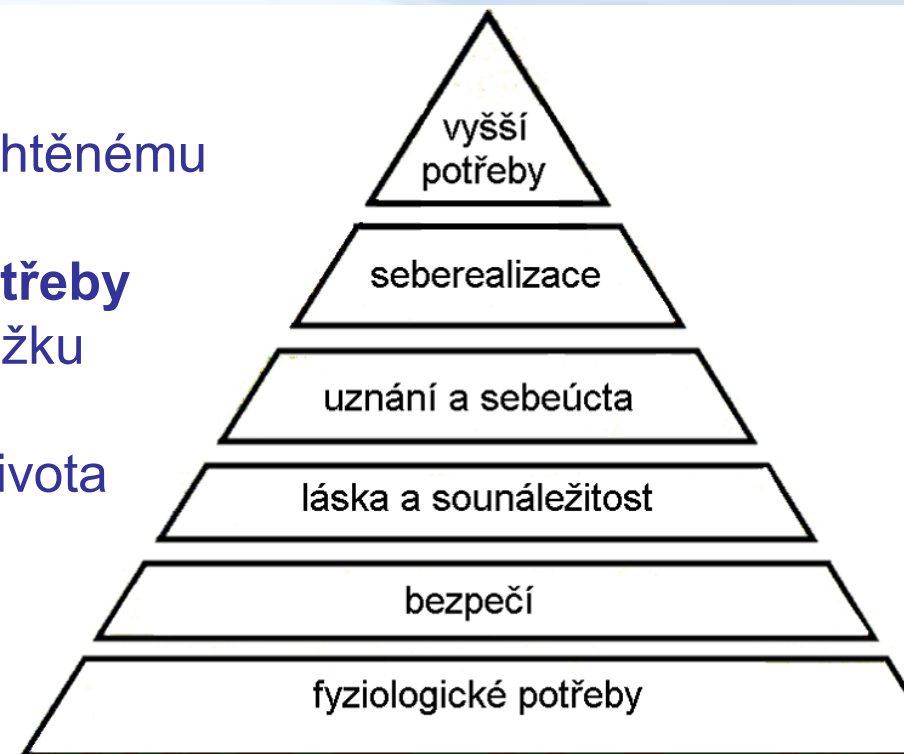 htěnému
třeby
žku
ivota
vyšší
potřeby
seberealizace
uznání a sebeúcta
láska a sounáležitost
bezpečí
fyziologické potřeby